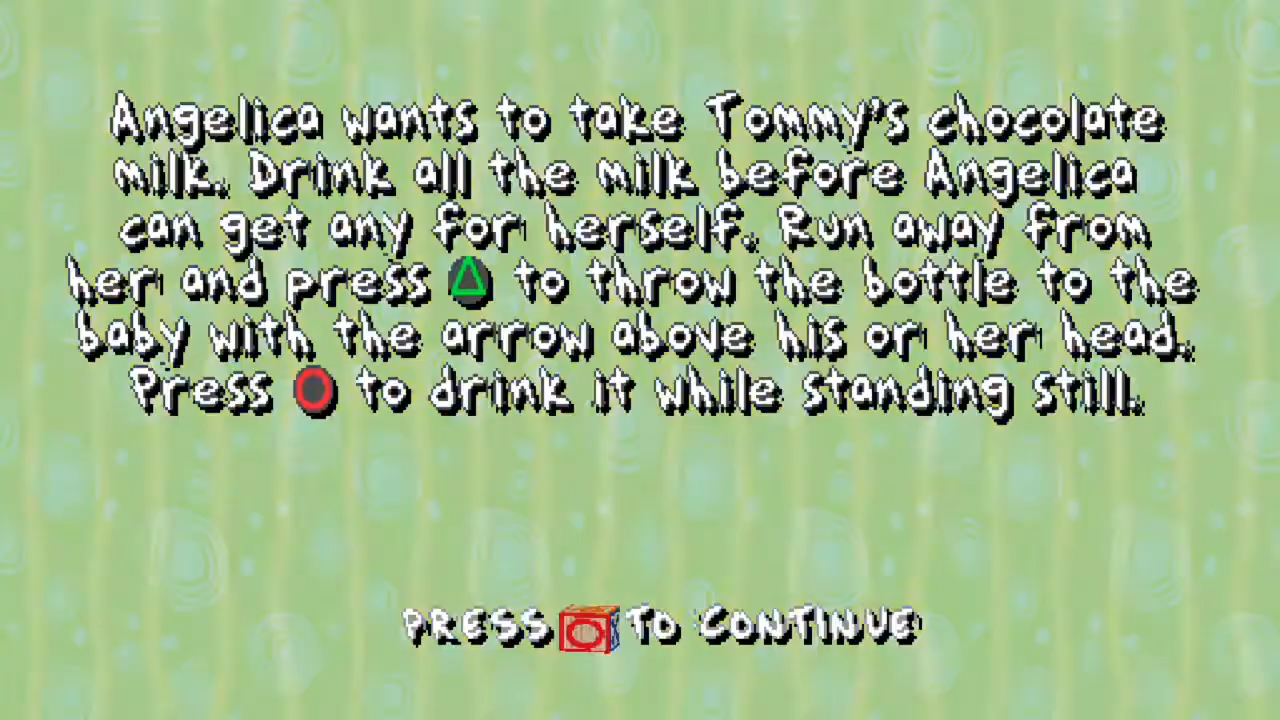 Angelica wants to take Tommy's chocolate
milk. Drink all the milk before Angelica
can get any for herself. Run away from
her and press △ to throw the bottle to the
baby with the arrow above his or her head.
Press ○ to drink it while standing still.
PRESS ○ TO CONTINUE